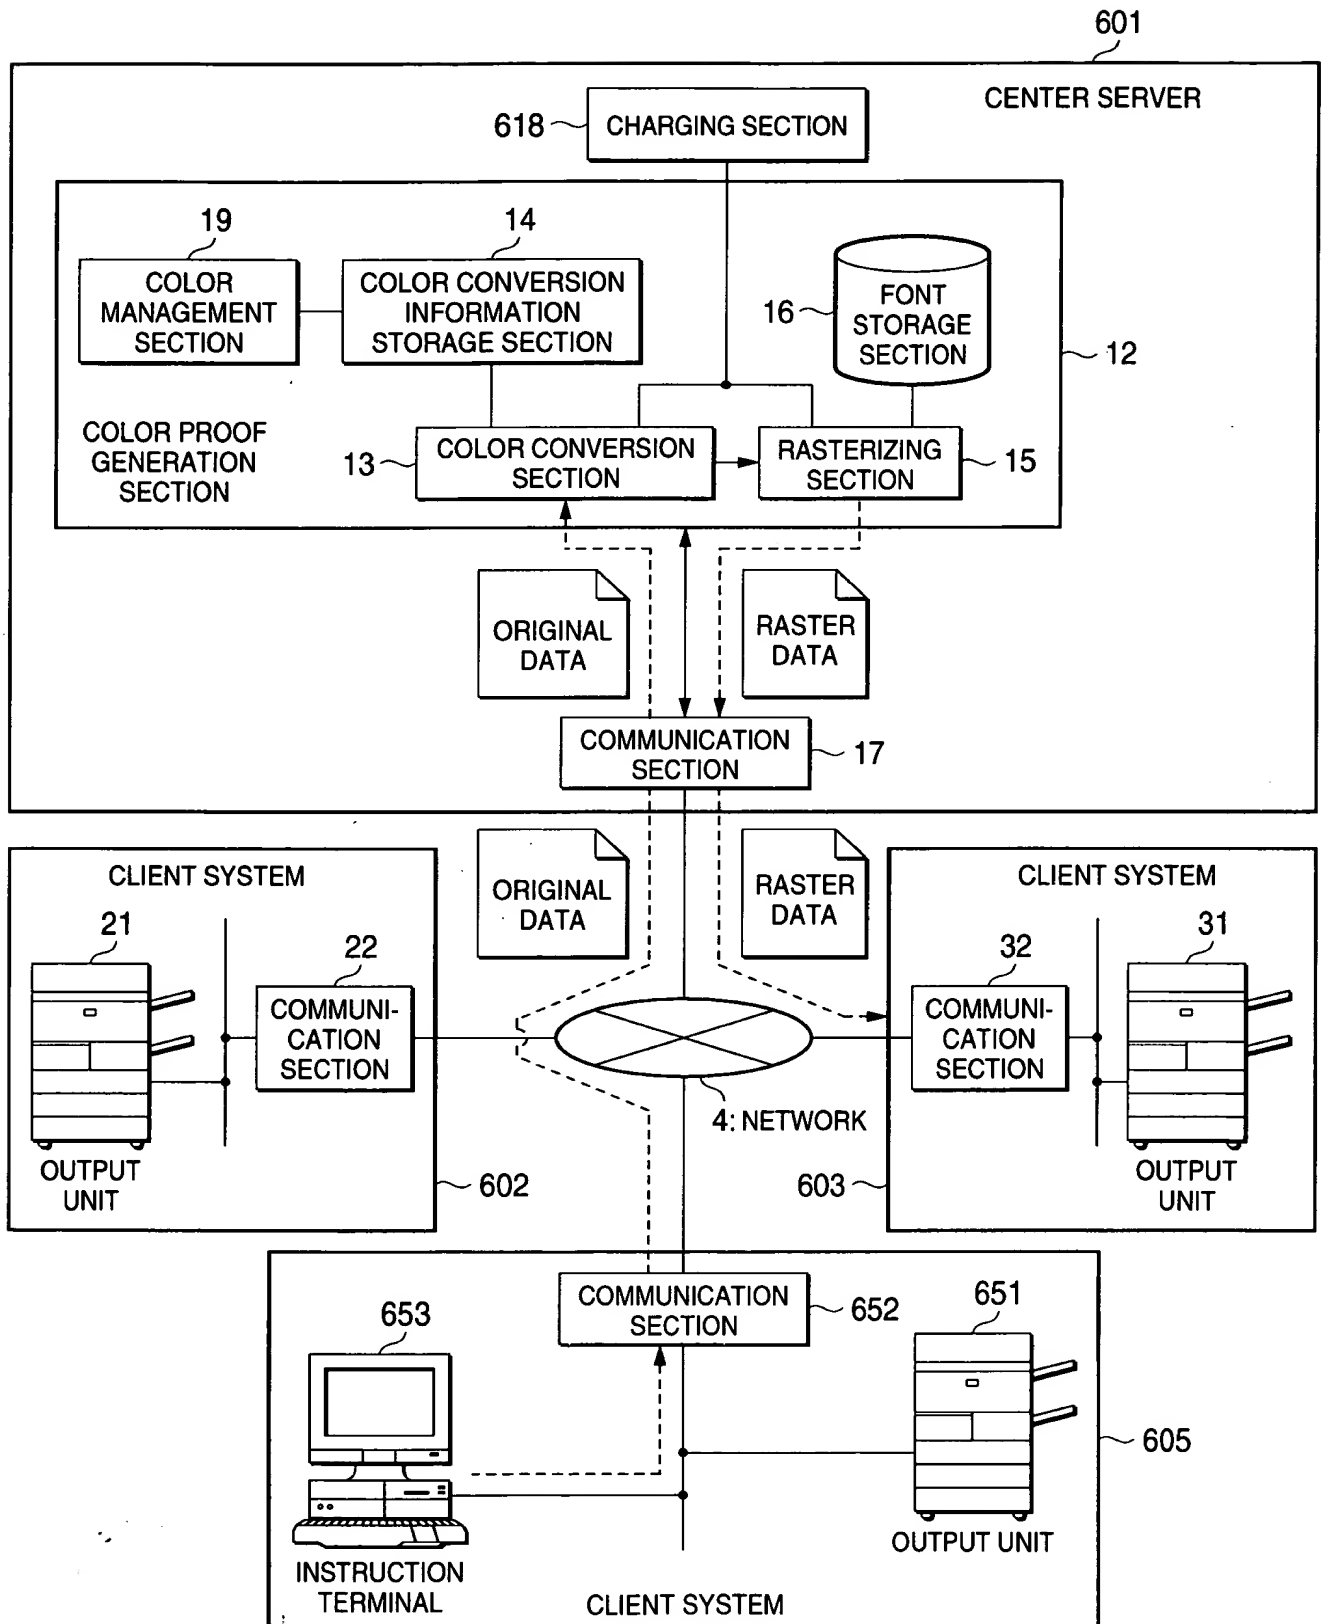 601
CENTER SERVER
618
CHARGING SECTION
19
14
COLOR
MANAGEMENT
SECTION
COLOR CONVERSION
INFORMATION
STORAGE SECTION
16
FONT
STORAGE
SECTION
12
COLOR PROOF
GENERATION
SECTION
13
COLOR CONVERSION
SECTION
RASTERIZING
SECTION
15
ORIGINAL
DATA
RASTER
DATA
COMMUNICATION
SECTION
17
ORIGINAL
DATA
RASTER
DATA
CLIENT SYSTEM
21
22
COMMUNI-
CATION
SECTION
OUTPUT
UNIT
602
CLIENT SYSTEM
32
31
COMMUNI-
CATION
SECTION
OUTPUT
UNIT
603
4: NETWORK
COMMUNICATION
SECTION
652
653
651
605
INSTRUCTION
TERMINAL
OUTPUT UNIT
CLIENT SYSTEM